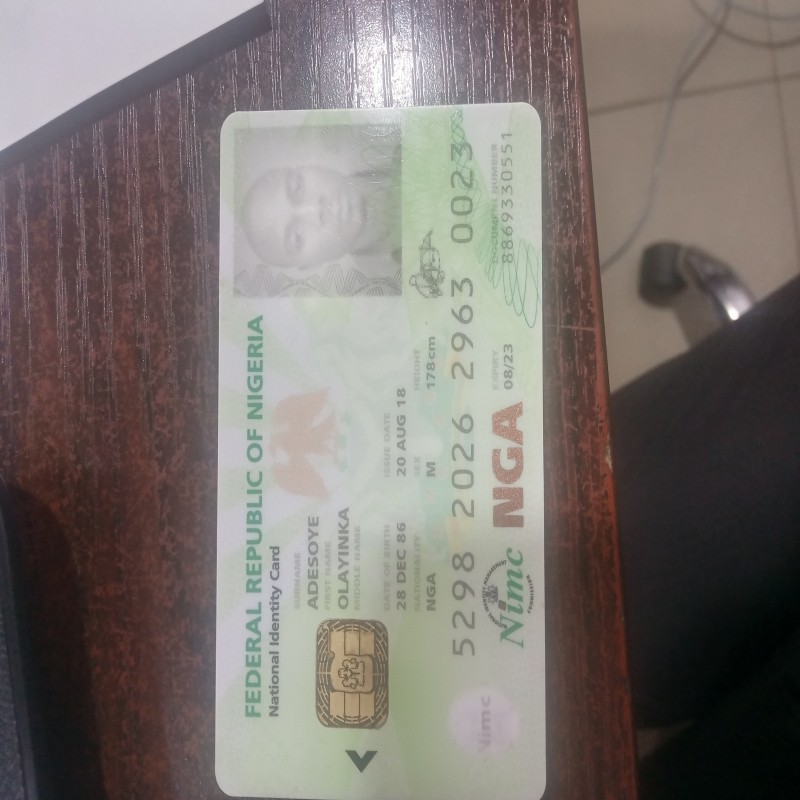 FEDERAL REPUBLIC OF NIGERIA
National Identity Card
SURNAME
ADESOYE
FIRST NAME
OLAYINKA
MIDDLE NAME
DATE OF BIRTH
28 DEC 86
ISSUE DATE
20 AUG 18
NATIONALITY
NGA
SEX
M
HEIGHT
178cm
5298 2026 2963 0023
Nimc
NGA
EXPIRY
08/23
DOCUMENT NUMBER
8869330551
Nimc